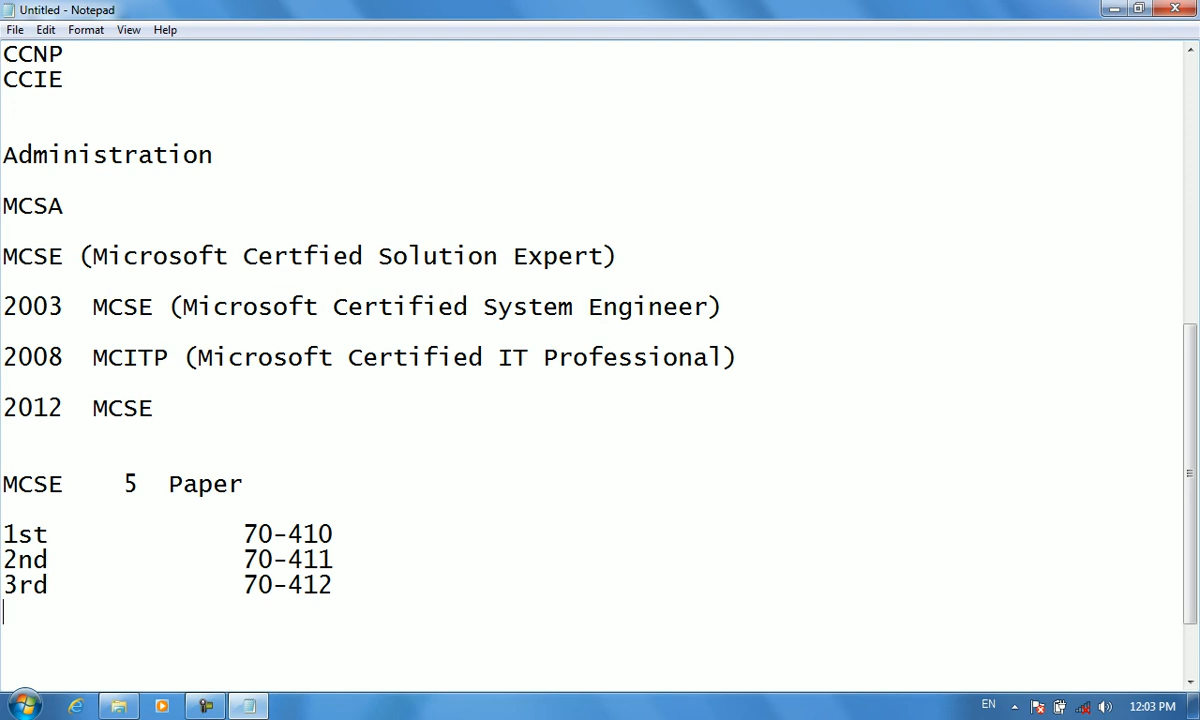 Untitled - Notepad
File Edit Format View Help
CCNP
CCIE
Administration
MCSA
MCSE (Microsoft Certfied Solution Expert)
2003 MCSE (Microsoft Certified System Engineer)
2008 MCITP (Microsoft Certified IT Professional)
2012 MCSE
MCSE 5 Paper
1st 70-410
2nd 70-411
3rd 70-412
EN 12:03 PM